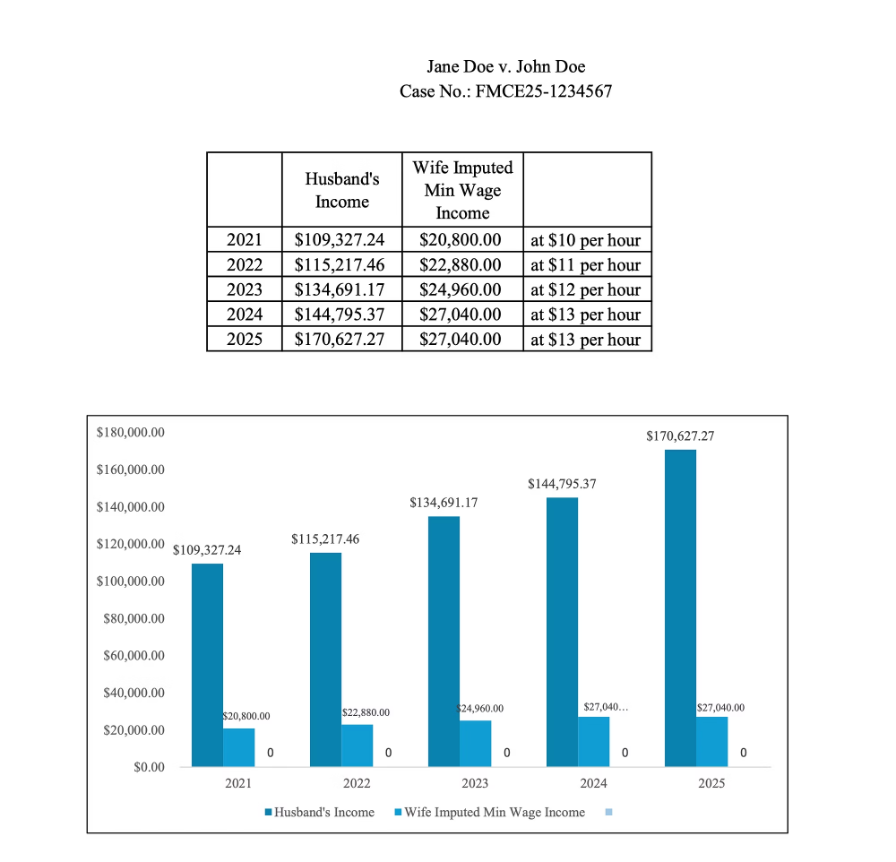 Jane Doe v. John Doe
Case No.: FMCE25-1234567
Husband's Income Wife Imputed Min Wage Income
2021 $109,327.24 $20,800.00 at $10 per hour
2022 $115,217.46 $22,880.00 at $11 per hour
2023 $134,691.17 $24,960.00 at $12 per hour
2024 $144,795.37 $27,040.00 at $13 per hour
2025 $170,627.27 $27,040.00 at $13 per hour
$180,000.00
$160,000.00
$140,000.00
$120,000.00
$100,000.00
$80,000.00
$60,000.00
$40,000.00
$20,000.00
$0.00
$109,327.24 $115,217.46 $134,691.17 $144,795.37 $170,627.27
$20,800.00 $22,880.00 $24,960.00 $27,040... $27,040.00
0 0 0 0 0
2021 2022 2023 2024 2025
Husband's Income Wife Imputed Min Wage Income